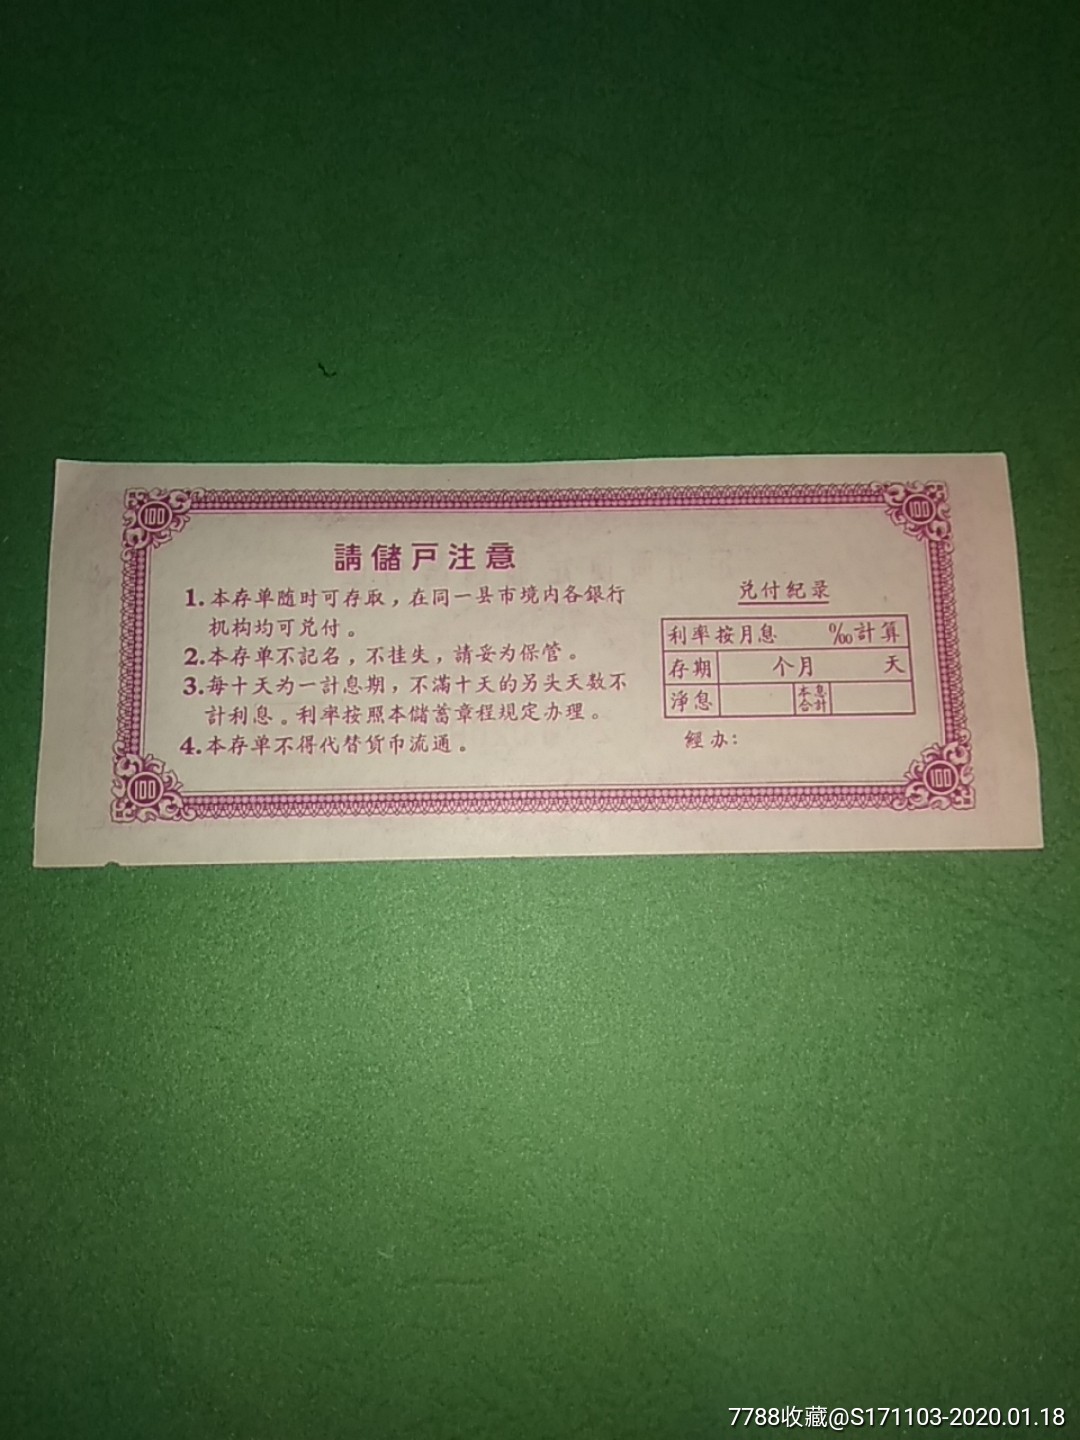 100
100
請儲戸注意
1.本存单随时可存取，在同一县市境内各銀行
机构均可兑付。
2.本存单不記名，不挂失，請妥为保管。
3.每十天为一計息期，不滿十天的另头天数不
計利息。利率按照本儲蓄章程規定办理。
4.本存单不得代替貨币流通。
兑付紀录
利率按月息 ‰計算
存期 个月 天
淨息 本息合計
經办：
100
100
7788收藏@S171103-2020.01.18